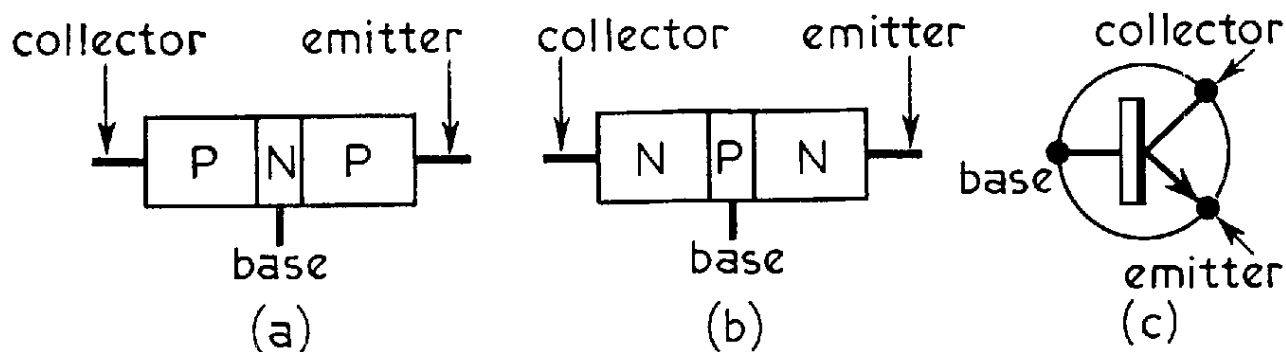 collector emitter
P N P
base
(a)
collector emitter
N P N
base
(b)
collector
base
emitter
(c)